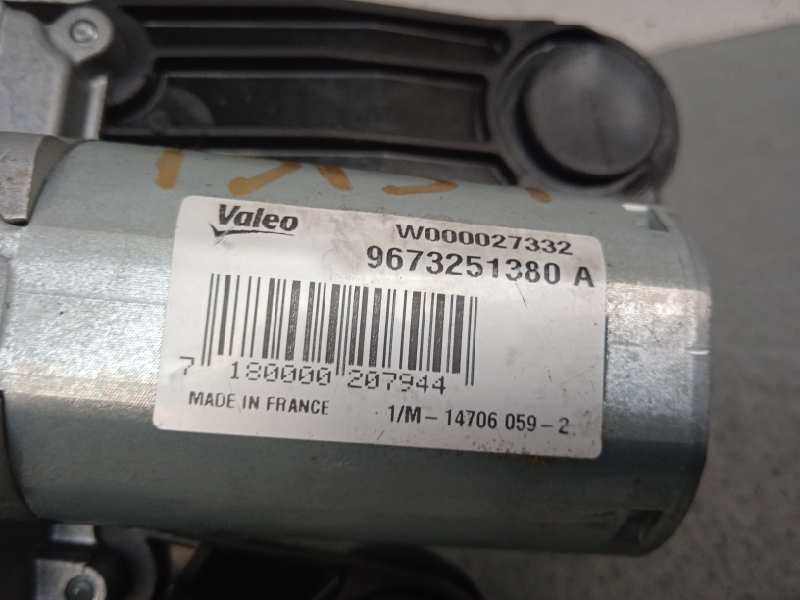 Valeo
W000027332
9673251380 A
7 180000 207944
MADE IN FRANCE
1/M-14706 059-2